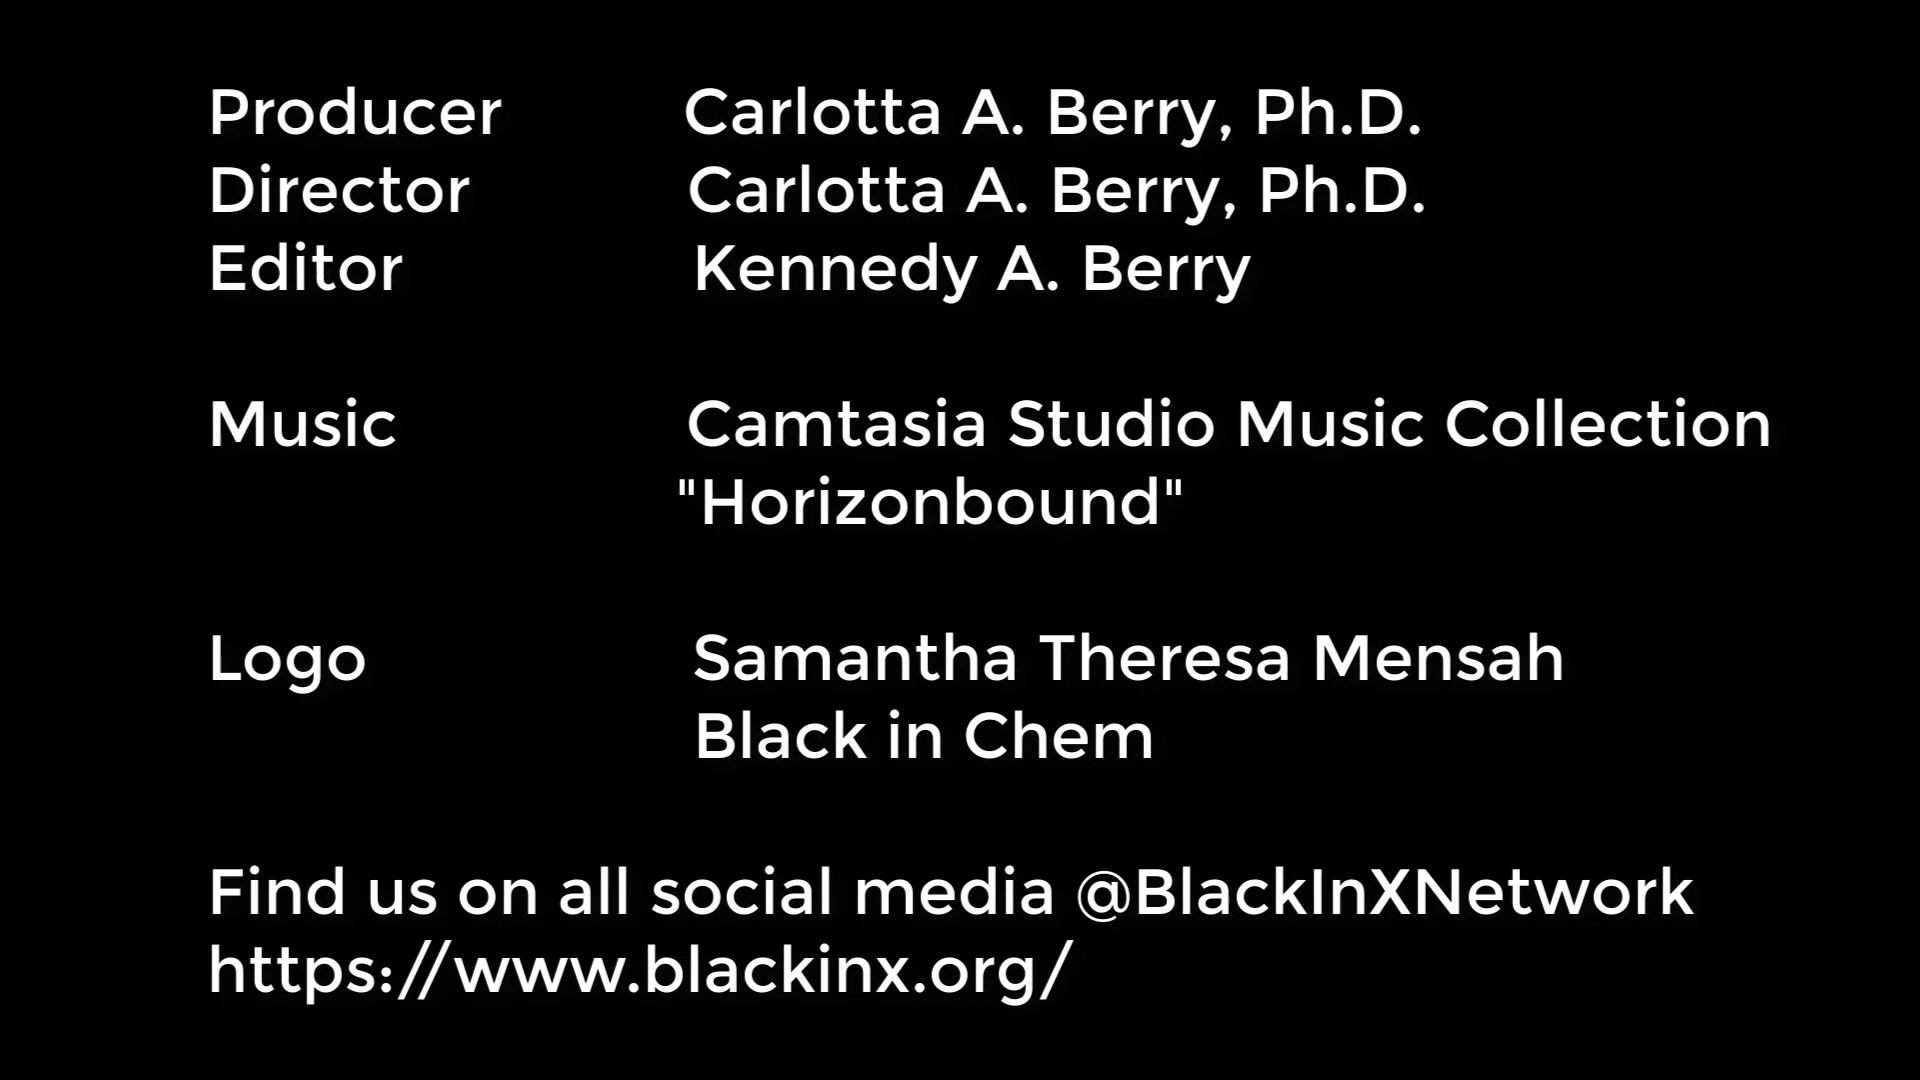 Producer Carlotta A. Berry, Ph.D.
Director Carlotta A. Berry, Ph.D.
Editor Kennedy A. Berry
Music Camtasia Studio Music Collection
"Horizonbound"
Logo Samantha Theresa Mensah
Black in Chem
Find us on all social media @BlackInXNetwork
https://www.blackinx.org/